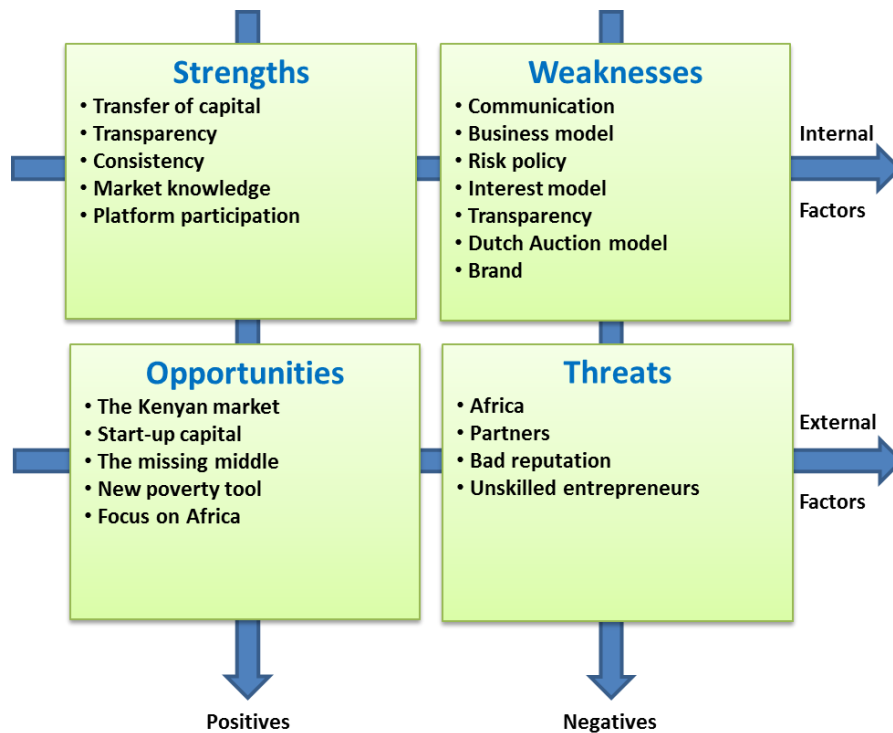 Strengths
• Transfer of capital
• Transparency
• Consistency
• Market knowledge
• Platform participation
Weaknesses
• Communication
• Business model
• Risk policy
• Interest model
• Transparency
• Dutch Auction model
• Brand
Internal
Factors
Opportunities
• The Kenyan market
• Start-up capital
• The missing middle
• New poverty tool
• Focus on Africa
Threats
• Africa
• Partners
• Bad reputation
• Unskilled entrepreneurs
External
Factors
Positives
Negatives